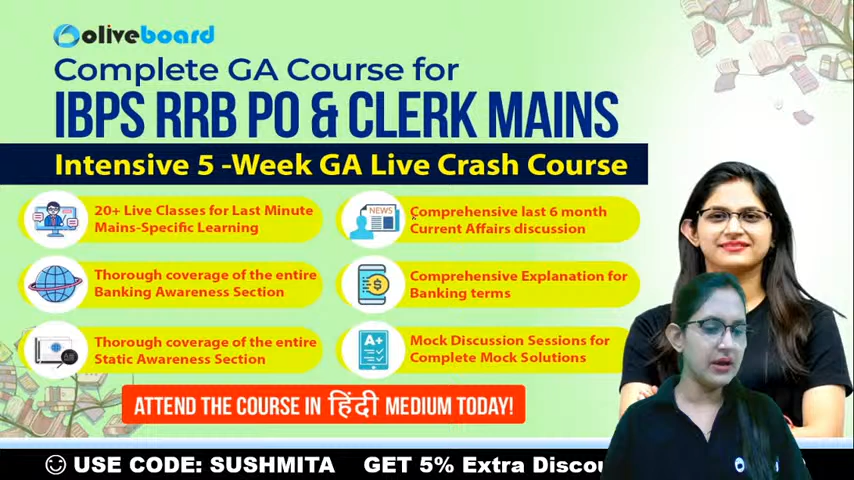 oliveboard
Complete GA Course for
IBPS RRB PO & CLERK MAINS
Intensive 5 -Week GA Live Crash Course
20+ Live Classes for Last Minute
Mains-Specific Learning
NEWS
Comprehensive last 6 month
Current Affairs discussion
Thorough coverage of the entire
Banking Awareness Section
Comprehensive Explanation for
Banking terms
Thorough coverage of the entire
Static Awareness Section
A+
Mock Discussion Sessions for
Complete Mock Solutions
ATTEND THE COURSE IN हिंदी MEDIUM TODAY!
USE CODE: SUSHMITA GET 5% Extra